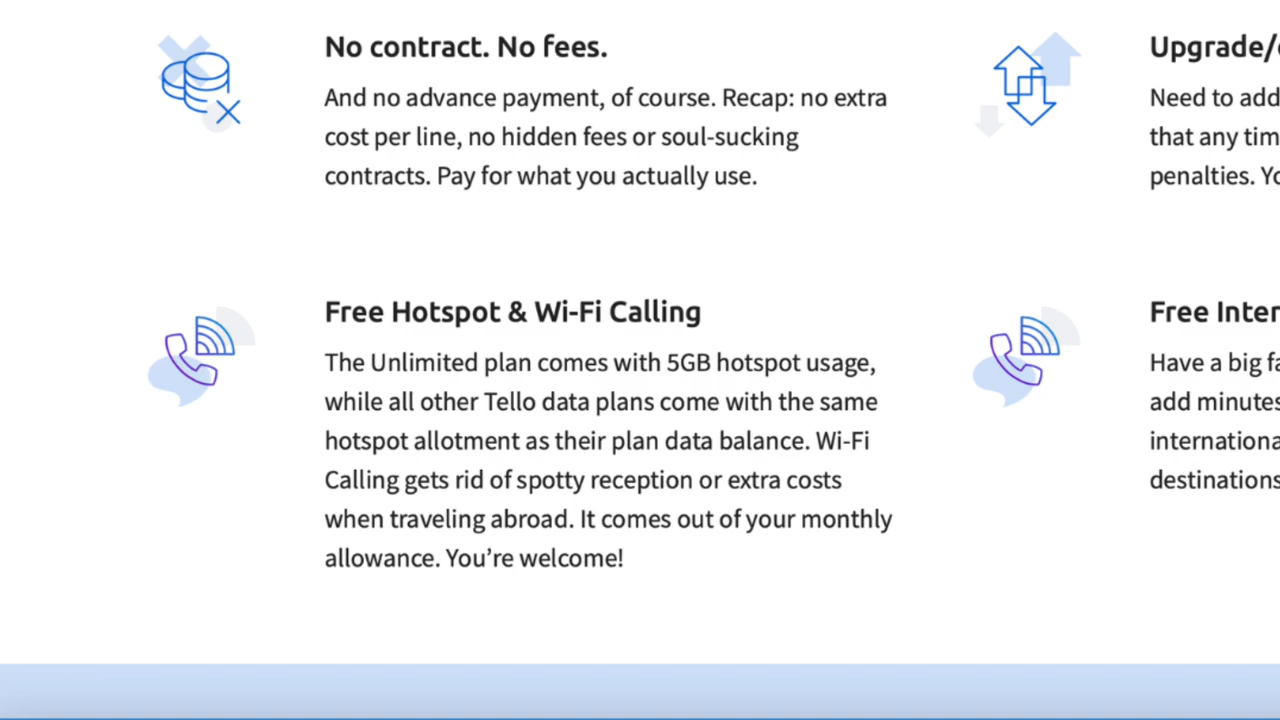 No contract. No fees.
And no advance payment, of course. Recap: no extra
cost per line, no hidden fees or soul-sucking
contracts. Pay for what you actually use.
Upgrade/
Need to add
that any tim
penalties.
Free Hotspot & Wi-Fi Calling
The Unlimited plan comes with 5GB hotspot usage,
while all other Tello data plans come with the same
hotspot allotment as their plan data balance. Wi-Fi
Calling gets rid of spotty reception or extra costs
when traveling abroad. It comes out of your monthly
allowance. You’re welcome!
Free Inter
Have a big fa
add minutes
internationa
destinations